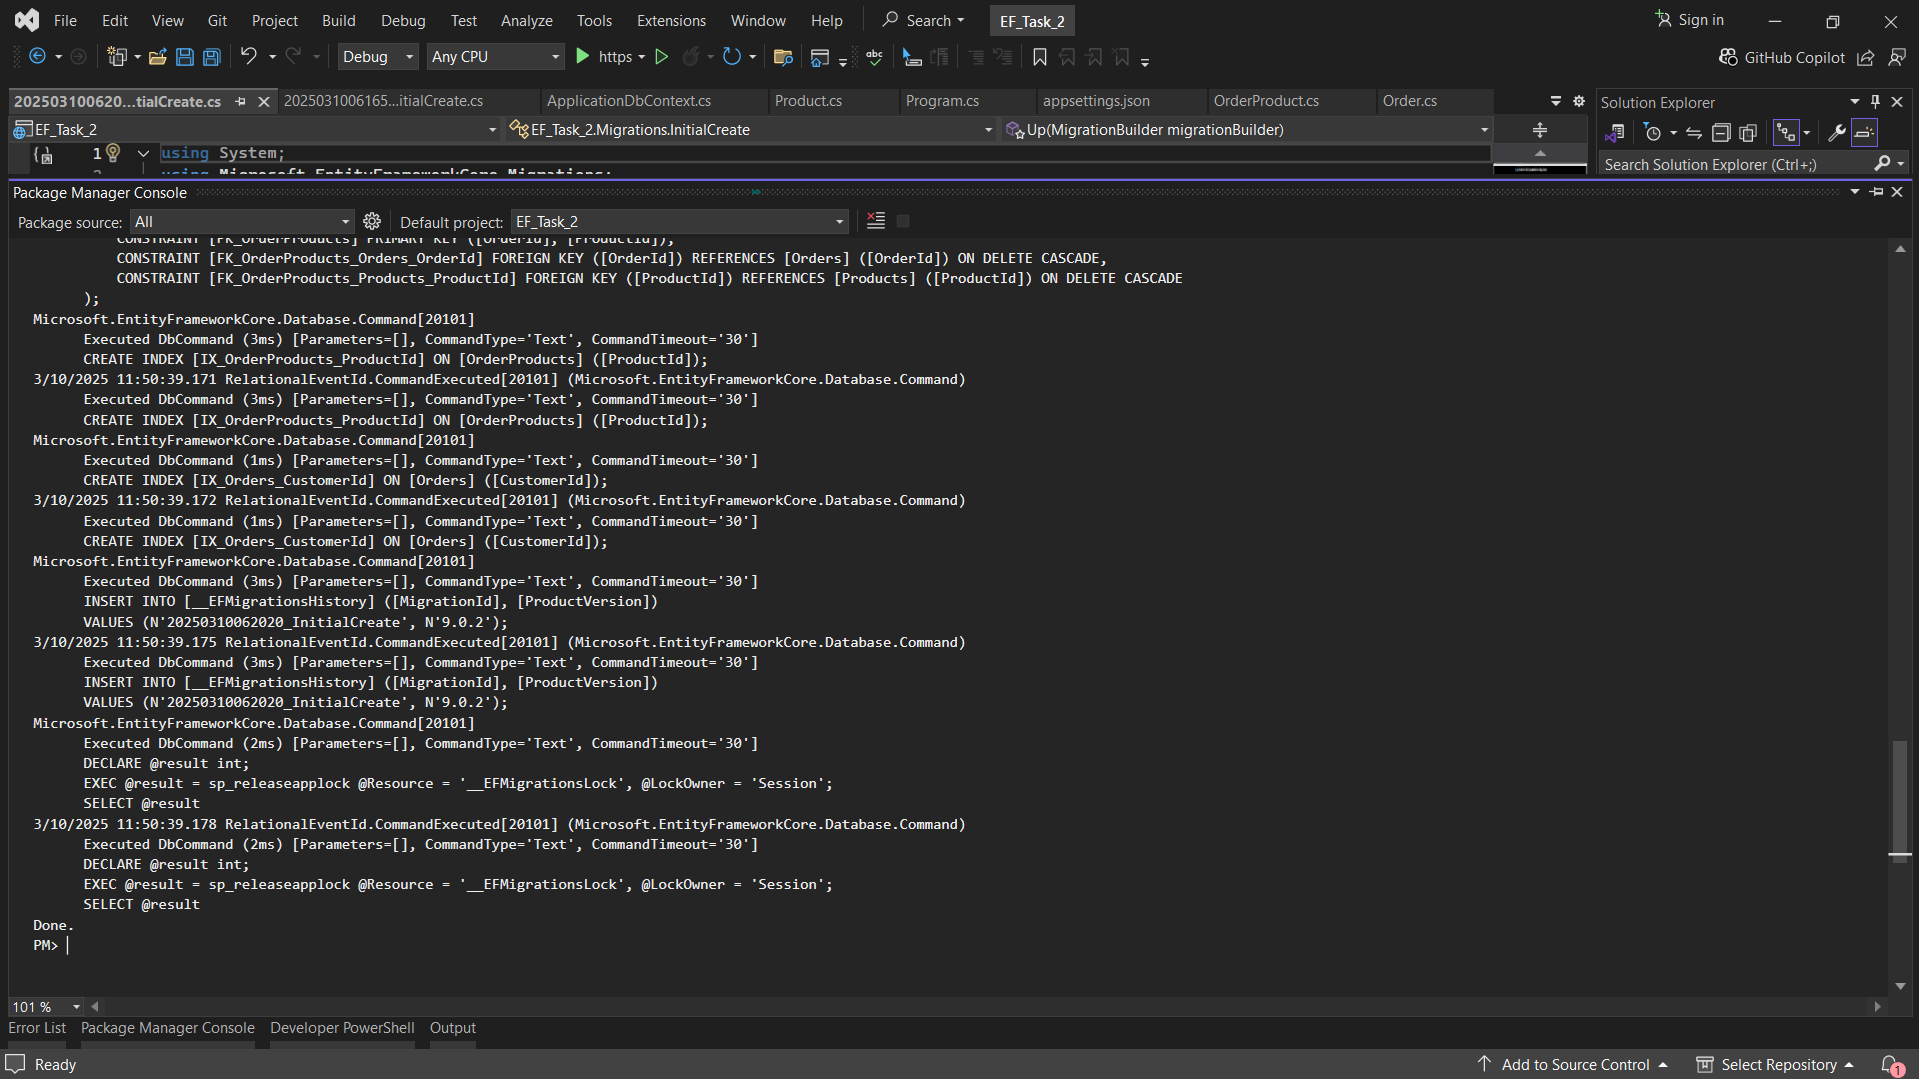 File Edit View Git Project Build Debug Test Analyze Tools Extensions Window Help Search EF_Task_2 Sign in
Debug Any CPU https GitHub Copilot
202503100620...tialCreate.cs 2025031006165...itialCreate.cs ApplicationDbContext.cs Product.cs Program.cs appsettings.json OrderProduct.cs Order.cs Solution Explorer
EF_Task_2 EF_Task_2.Migrations.InitialCreate Up(MigrationBuilder migrationBuilder)
1 using System;
Search Solution Explorer (Ctrl+;)
2 using Microsoft.EntityFrameworkCore.Migrations;
Package Manager Console
Package source: All Default project: EF_Task_2
CONSTRAINT [PK_OrderProducts] PRIMARY KEY ([OrderId], [ProductId]),
CONSTRAINT [FK_OrderProducts_Orders_OrderId] FOREIGN KEY ([OrderId]) REFERENCES [Orders] ([OrderId]) ON DELETE CASCADE,
CONSTRAINT [FK_OrderProducts_Products_ProductId] FOREIGN KEY ([ProductId]) REFERENCES [Products] ([ProductId]) ON DELETE CASCADE
);
Microsoft.EntityFrameworkCore.Database.Command[20101]
Executed DbCommand (3ms) [Parameters=[], CommandType='Text', CommandTimeout='30']
CREATE INDEX [IX_OrderProducts_ProductId] ON [OrderProducts] ([ProductId]);
3/10/2025 11:50:39.171 RelationalEventId.CommandExecuted[20101] (Microsoft.EntityFrameworkCore.Database.Command)
Executed DbCommand (3ms) [Parameters=[], CommandType='Text', CommandTimeout='30']
CREATE INDEX [IX_OrderProducts_ProductId] ON [OrderProducts] ([ProductId]);
Microsoft.EntityFrameworkCore.Database.Command[20101]
Executed DbCommand (1ms) [Parameters=[], CommandType='Text', CommandTimeout='30']
CREATE INDEX [IX_Orders_CustomerId] ON [Orders] ([CustomerId]);
3/10/2025 11:50:39.172 RelationalEventId.CommandExecuted[20101] (Microsoft.EntityFrameworkCore.Database.Command)
Executed DbCommand (1ms) [Parameters=[], CommandType='Text', CommandTimeout='30']
CREATE INDEX [IX_Orders_CustomerId] ON [Orders] ([CustomerId]);
Microsoft.EntityFrameworkCore.Database.Command[20101]
Executed DbCommand (3ms) [Parameters=[], CommandType='Text', CommandTimeout='30']
INSERT INTO [__EFMigrationsHistory] ([MigrationId], [ProductVersion])
VALUES (N'20250310062020_InitialCreate', N'9.0.2');
3/10/2025 11:50:39.175 RelationalEventId.CommandExecuted[20101] (Microsoft.EntityFrameworkCore.Database.Command)
Executed DbCommand (3ms) [Parameters=[], CommandType='Text', CommandTimeout='30']
INSERT INTO [__EFMigrationsHistory] ([MigrationId], [ProductVersion])
VALUES (N'20250310062020_InitialCreate', N'9.0.2');
Microsoft.EntityFrameworkCore.Database.Command[20101]
Executed DbCommand (2ms) [Parameters=[], CommandType='Text', CommandTimeout='30']
DECLARE @result int;
EXEC @result = sp_releaseapplock @Resource = '__EFMigrationsLock', @LockOwner = 'Session';
SELECT @result
3/10/2025 11:50:39.178 RelationalEventId.CommandExecuted[20101] (Microsoft.EntityFrameworkCore.Database.Command)
Executed DbCommand (2ms) [Parameters=[], CommandType='Text', CommandTimeout='30']
DECLARE @result int;
EXEC @result = sp_releaseapplock @Resource = '__EFMigrationsLock', @LockOwner = 'Session';
SELECT @result
Done.
PM>
101 %
Error List Package Manager Console Developer PowerShell Output
Ready Add to Source Control Select Repository 1